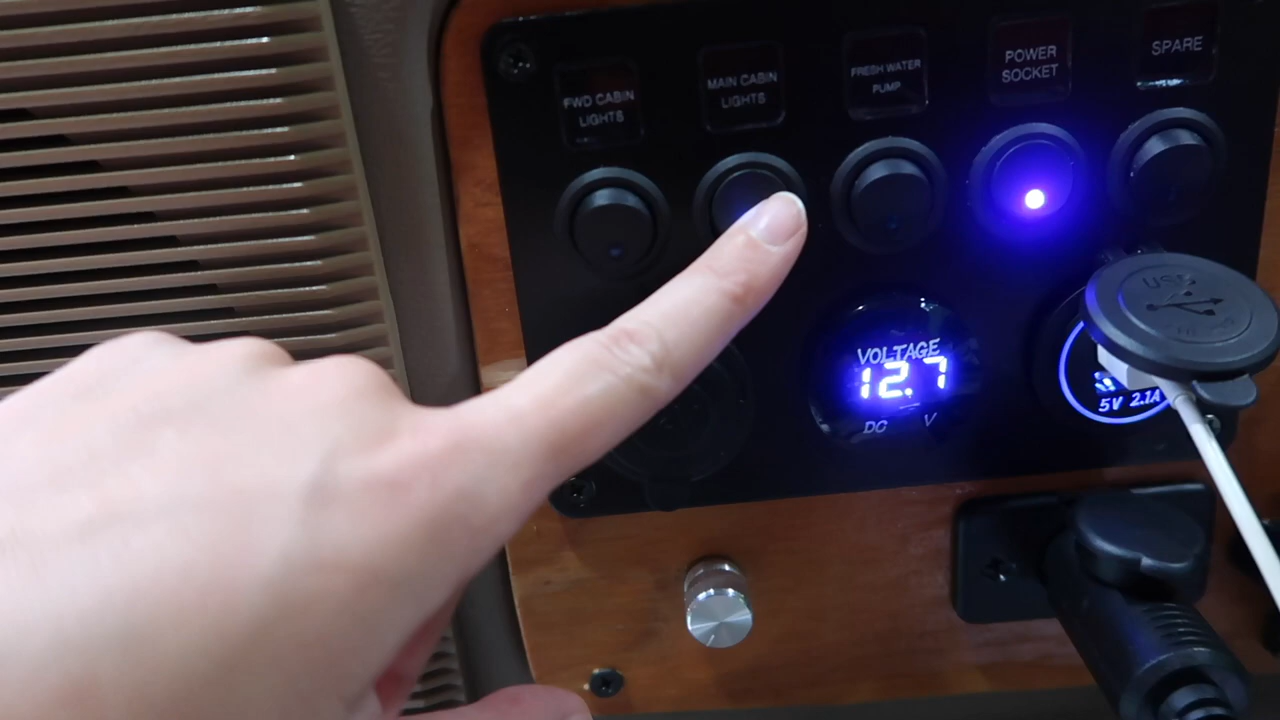 FWD CABIN
LIGHTS
MAIN CABIN
LIGHTS
FRESH WATER
PUMP
POWER
SOCKET
SPARE
VOLTAGE
12.7
DC V
USB
5V 2.1A